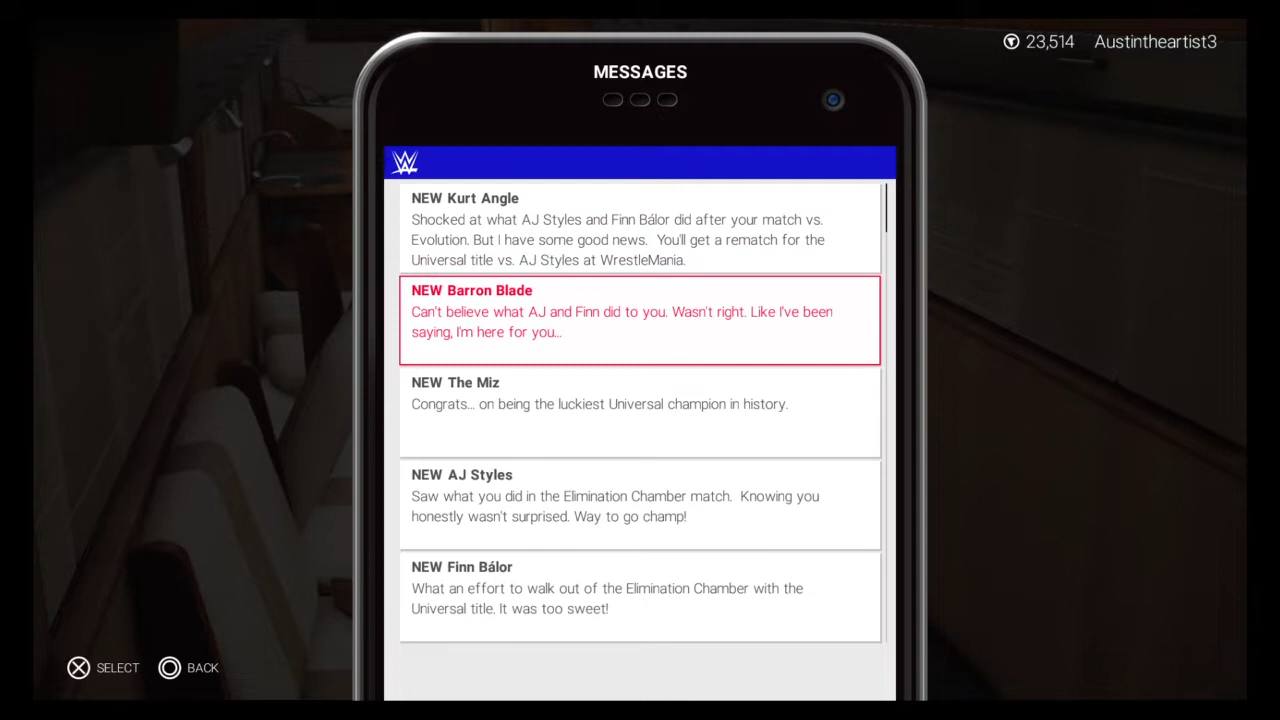 23,514 Austintheartist3
MESSAGES
NEW Kurt Angle
Shocked at what AJ Styles and Finn Bálor did after your match vs.
Evolution. But I have some good news.  You'll get a rematch for the
Universal title vs. AJ Styles at WrestleMania.
NEW Barron Blade
Can't believe what AJ and Finn did to you. Wasn't right. Like I've been
saying, I'm here for you...
NEW The Miz
Congrats... on being the luckiest Universal champion in history.
NEW AJ Styles
Saw what you did in the Elimination Chamber match.  Knowing you
honestly wasn't surprised. Way to go champ!
NEW Finn Bálor
What an effort to walk out of the Elimination Chamber with the
Universal title. It was too sweet!
SELECT BACK